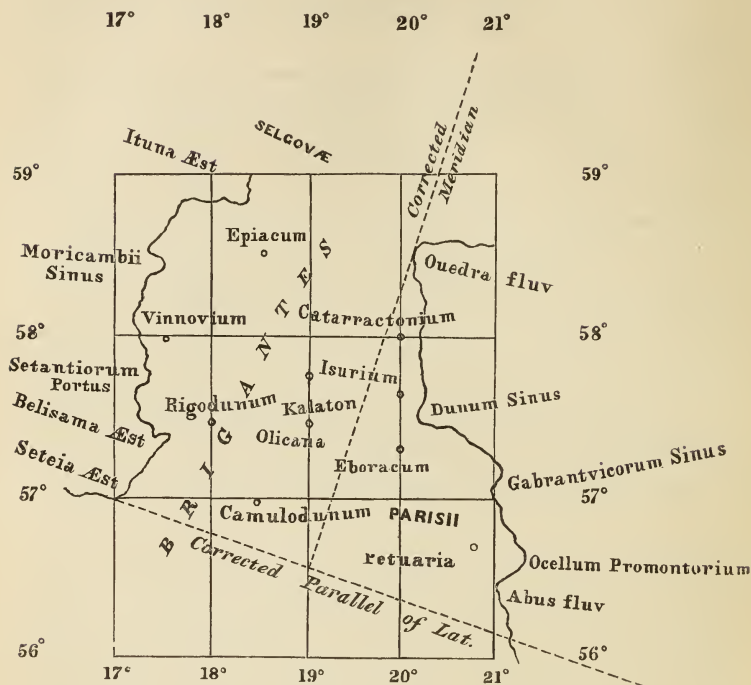 17° 18° 19° 20° 21°
SELGOVÆ
Ituna Æst
59° 59°
Corrected
Meridian
Epiacum
Moricambii
Sinus
Ouedra fluv
Vinnovium
Catarractonium
58° 58°
Setantiorum
Portus
Isurium
Rigodunum
Kalaton
Dunum Sinus
Belisama Æst
Olicana
Eboracum
Seteia Æst
Gabrantvicorum Sinus
57° 57°
BRIGANTES
Camulodunum
PARISII
Corrected Parallel of Lat.
retuaria
Ocellum Promontorium
Abus fluv
56° 56°
17° 18° 19° 20° 21°